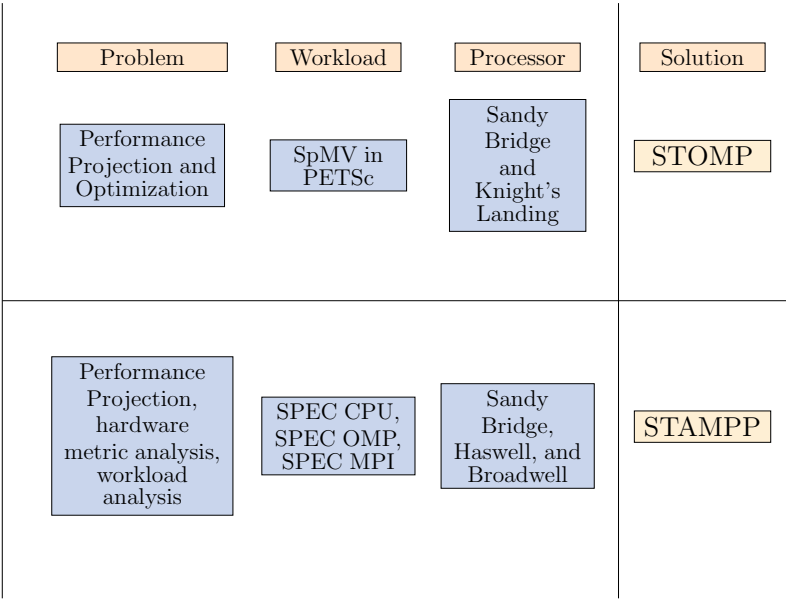 Problem
Workload
Processor
Solution
Performance
Projection and
Optimization
SpMV in
PETSc
Sandy
Bridge
and
Knight's
Landing
STOMP
Performance
Projection,
hardware
metric analysis,
workload
analysis
SPEC CPU,
SPEC OMP,
SPEC MPI
Sandy
Bridge,
Haswell, and
Broadwell
STAMPP